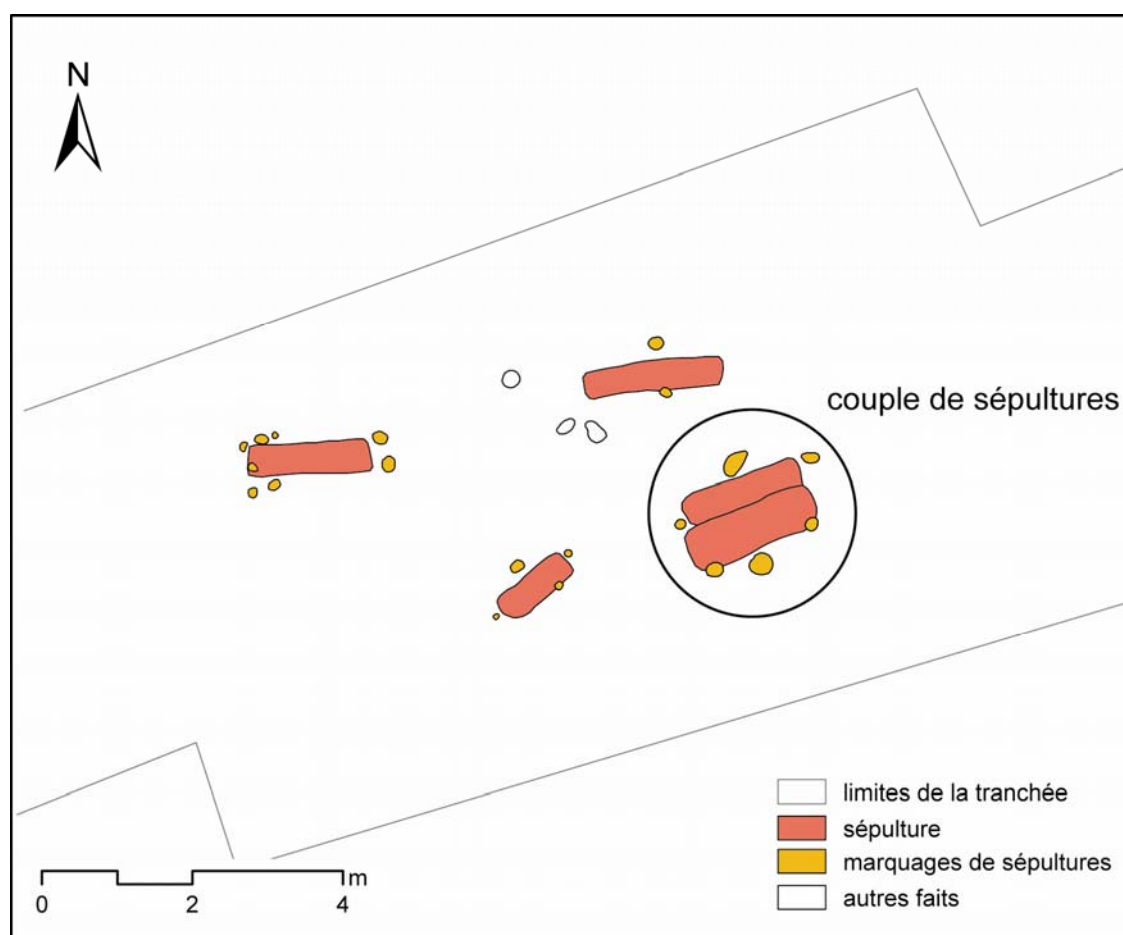 N
couple de sépultures
limites de la tranchée
sépulture
marquages de sépultures
autres faits
m
0 2 4